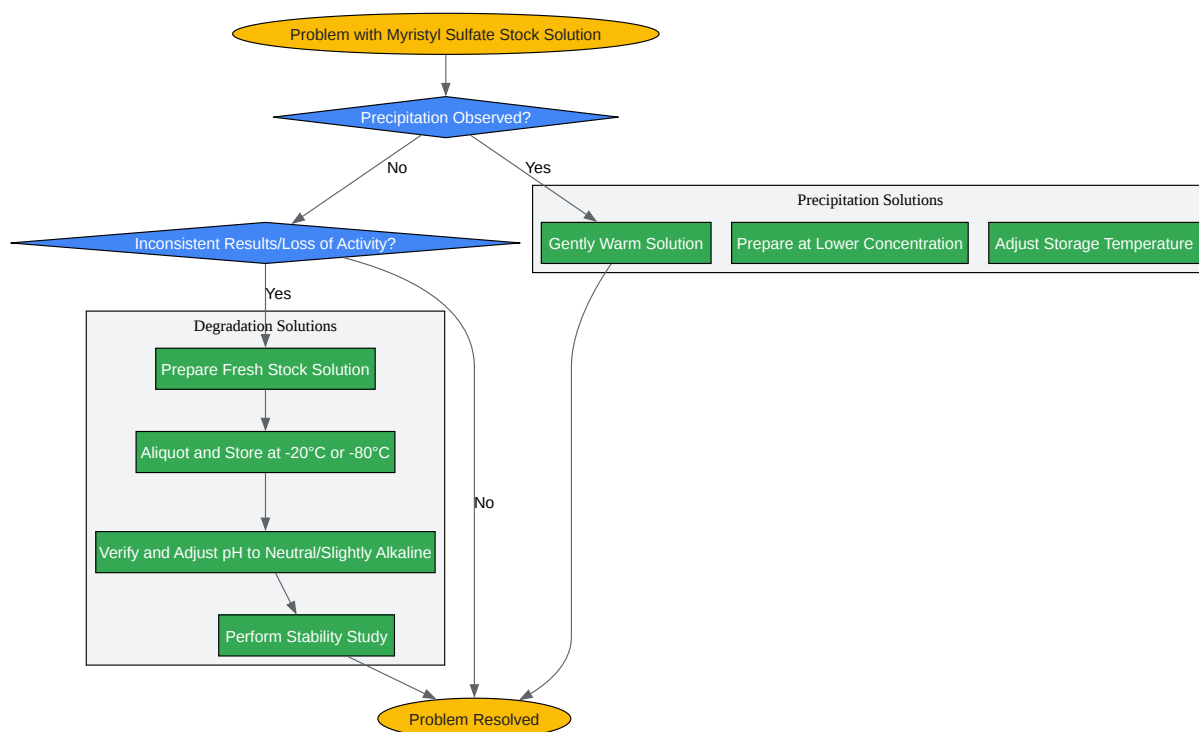 Problem with Myristyl Sulfate Stock Solution
Precipitation Observed?
No
Yes
Precipitation Solutions
Inconsistent Results/Loss of Activity?
Gently Warm Solution
Prepare at Lower Concentration
Adjust Storage Temperature
Yes
Degradation Solutions
Prepare Fresh Stock Solution
Aliquot and Store at -20°C or -80°C
No
Verify and Adjust pH to Neutral/Slightly Alkaline
Perform Stability Study
Problem Resolved